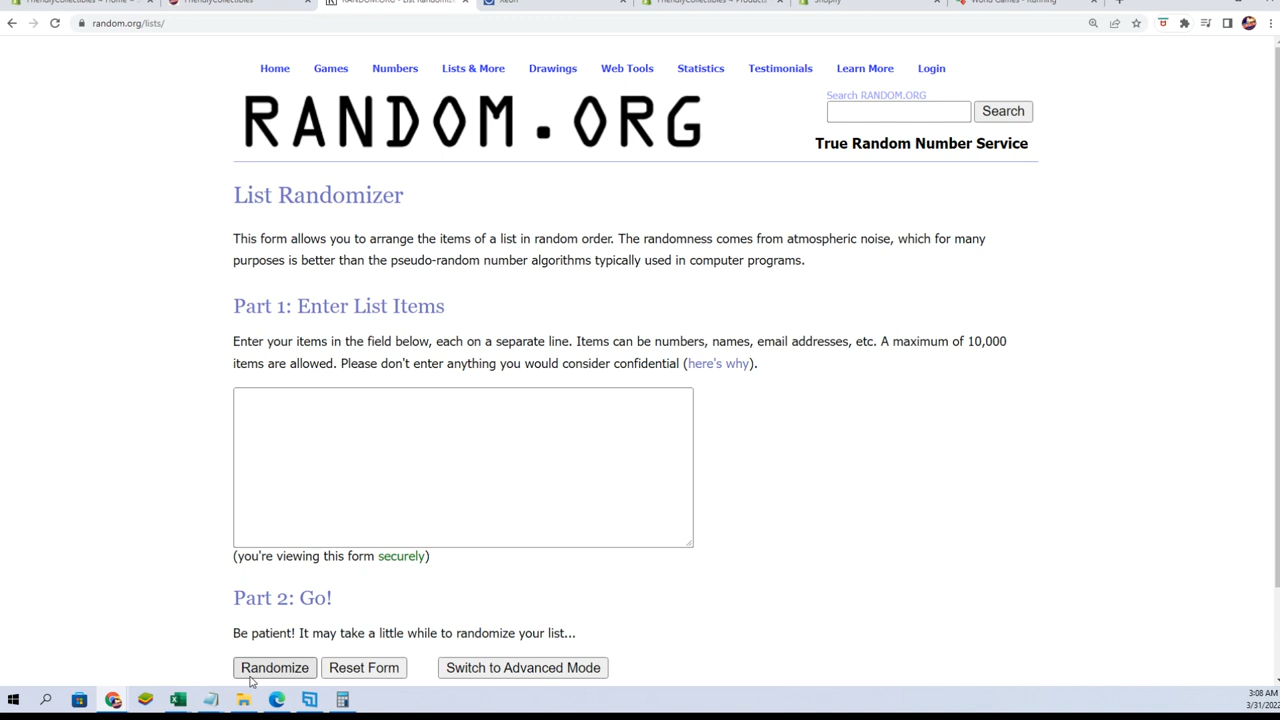 random.org/lists/
Home Games Numbers Lists & More Drawings Web Tools Statistics Testimonials Learn More Login
RANDOM.ORG
Search RANDOM.ORG
Search
True Random Number Service
List Randomizer
This form allows you to arrange the items of a list in random order. The randomness comes from atmospheric noise, which for many
purposes is better than the pseudo-random number algorithms typically used in computer programs.
Part 1: Enter List Items
Enter your items in the field below, each on a separate line. Items can be numbers, names, email addresses, etc. A maximum of 10,000
items are allowed. Please don't enter anything you would consider confidential (here's why).
(you're viewing this form securely)
Part 2: Go!
Be patient! It may take a little while to randomize your list...
Randomize Reset Form Switch to Advanced Mode
3:08 AM